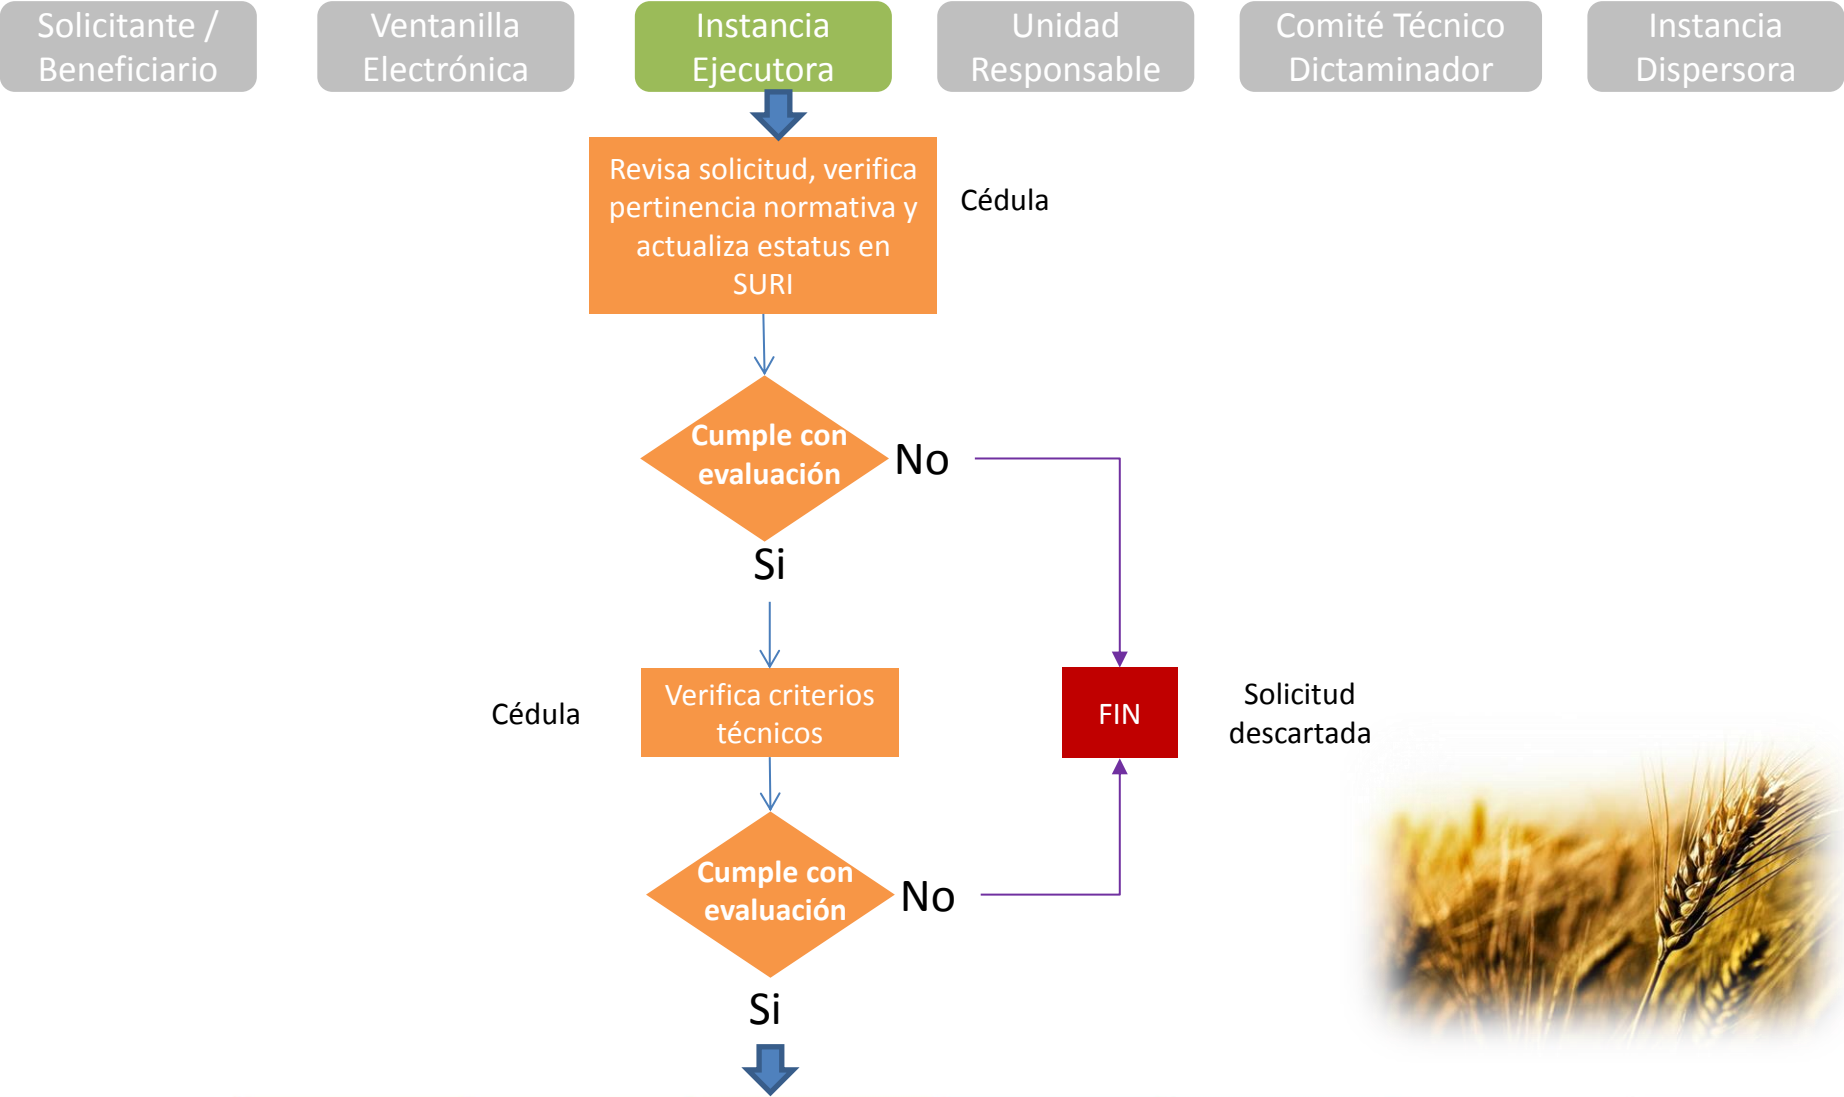 Solicitante /
Beneficiario
Ventanilla
Electrónica
Instancia
Ejecutora
Unidad
Responsable
Comité Técnico
Dictaminador
Instancia
Dispersora
Revisa solicitud, verifica
pertinencia normativa y
actualiza estatus en
SURI
Cédula
Cumple con
evaluación
No
Si
Cédula
Verifica criterios
técnicos
FIN
Solicitud
descartada
Cumple con
evaluación
No
Si